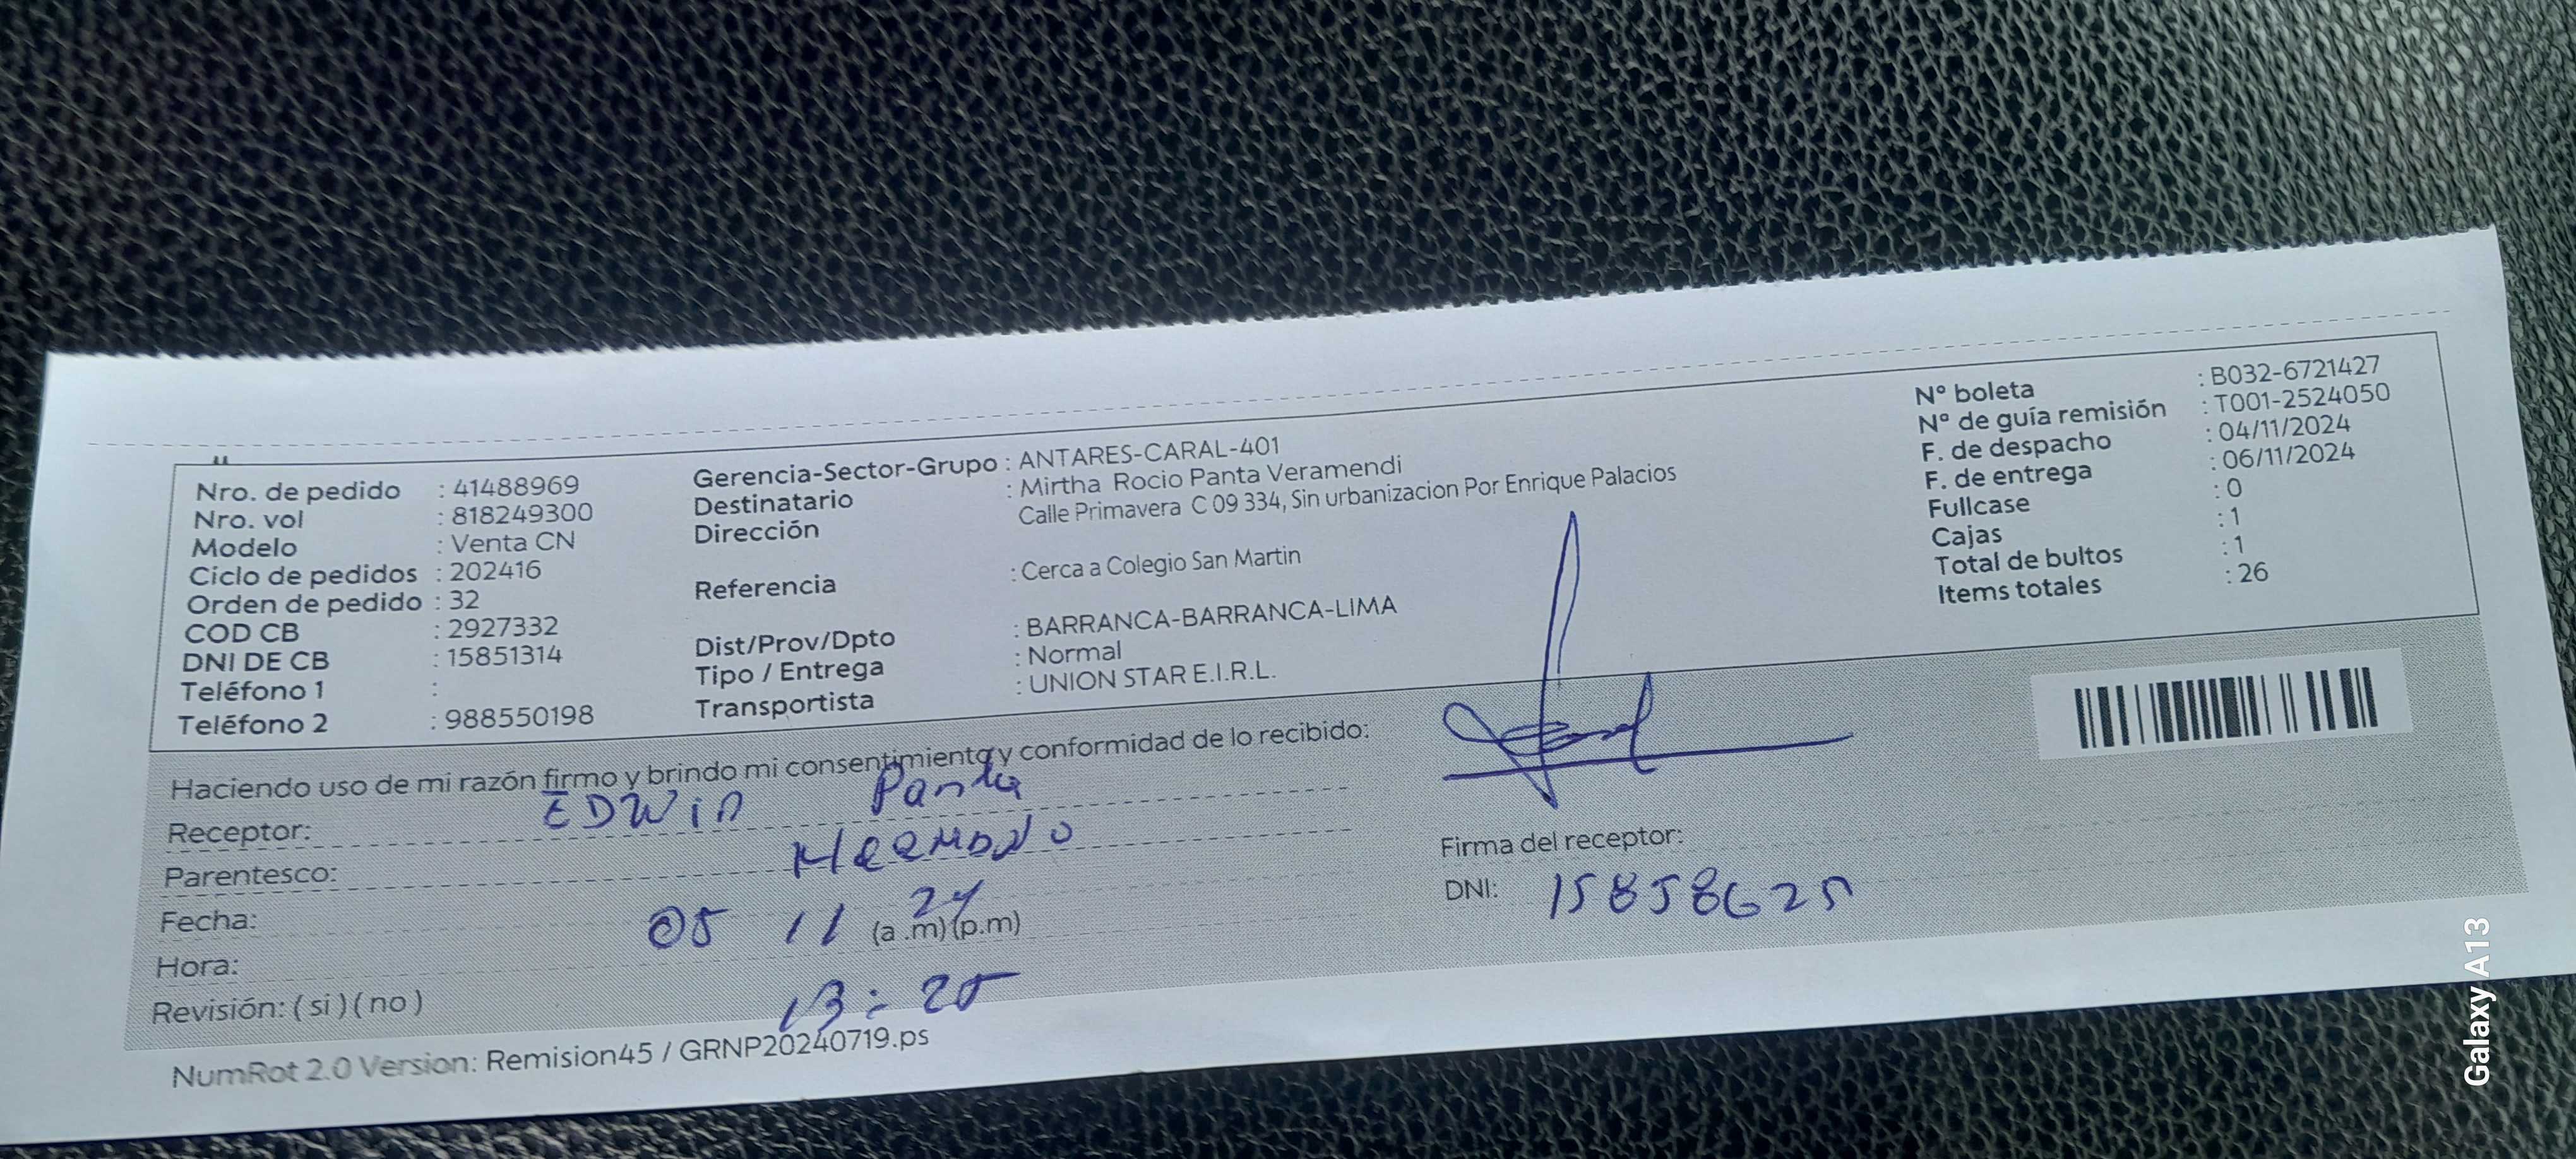 Nro. de pedido : 41488969
Nro. vol : 818249300
Modelo : Venta CN
Ciclo de pedidos : 202416
Orden de pedido : 32
COD CB : 2927332
DNI DE CB : 15851314
Teléfono 1 :
Teléfono 2 : 988550198
Gerencia-Sector-Grupo : ANTARES-CARAL-401
Destinatario : Mirtha Rocio Panta Veramendi
Dirección Calle Primavera C 09 334, Sin urbanizacion Por Enrique Palacios
Referencia : Cerca a Colegio San Martin
Dist/Prov/Dpto : BARRANCA-BARRANCA-LIMA
Tipo / Entrega : Normal
Transportista : UNION STAR E.I.R.L.
N° boleta : B032-6721427
N° de guía remisión : T001-2524050
F. de despacho : 04/11/2024
F. de entrega : 06/11/2024
Fullcase : 0
Cajas : 1
Total de bultos : 1
Items totales : 26
Haciendo uso de mi razón firmo y brindo mi consentimiento y conformidad de lo recibido:
Receptor: EDWin Panta
Parentesco: HERMANO
Fecha: 05 11 24
Hora: (a .m)(p.m)
13:25
Revisión: ( si ) ( no )
Firma del receptor:
DNI: 15858625
NumRot 2.0 Version: Remision45 / GRNP20240719.ps
Galaxy A13